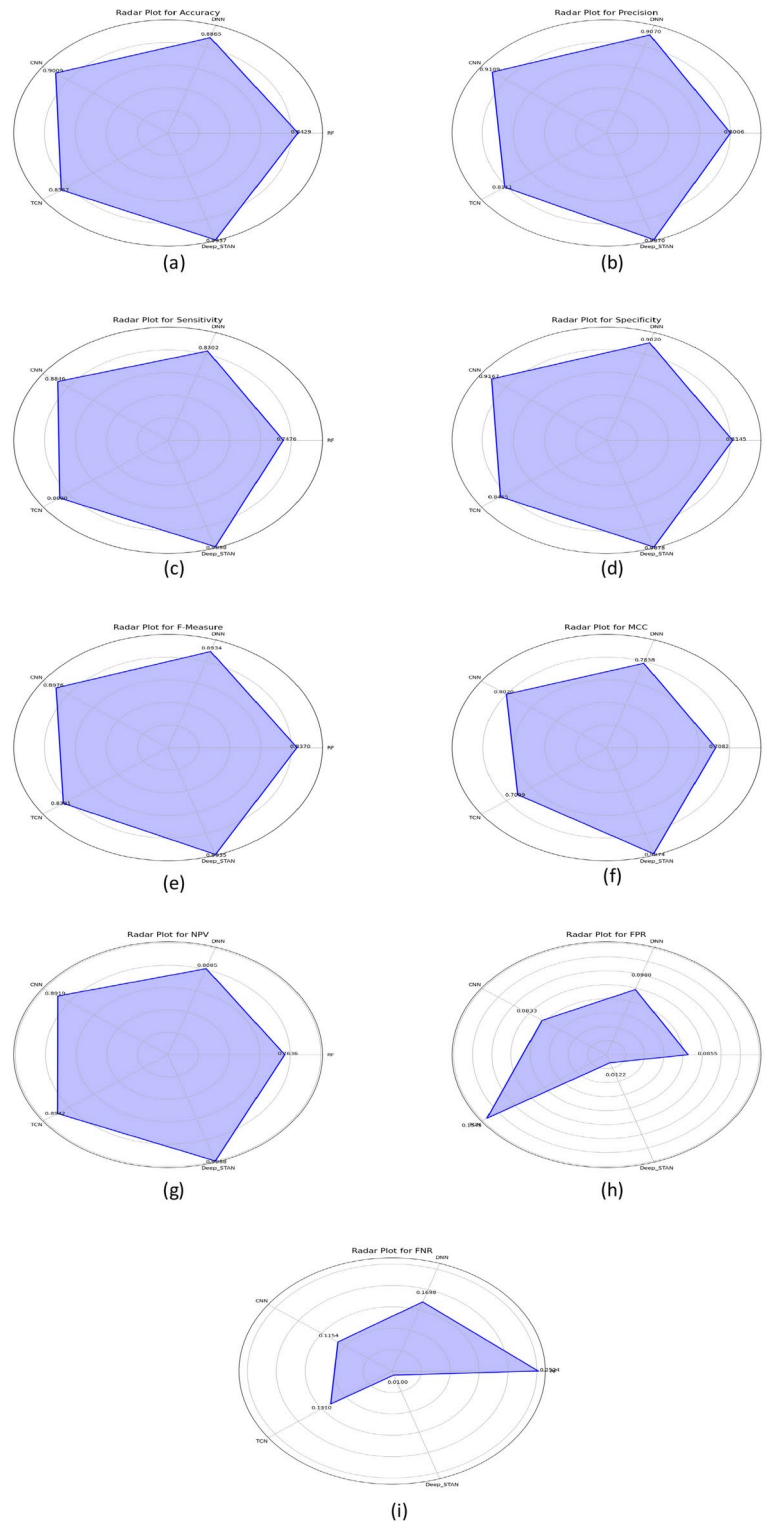 Radar Plot for Accuracy
DNN
0.8865
CNN
0.9009
RF
TCN
Deep_STAN
(a)
Radar Plot for Precision
DNN
0.9070
CNN
0.9109
TCN
Deep_STAN
(b)
Radar Plot for Sensitivity
DNN
0.8302
CNN
0.8846
0.7476
RF
TCN
Deep_STAN
(c)
Radar Plot for Specificity
DNN
0.9020
CNN
0.9167
TCN
Deep_STAN
(d)
Radar Plot for F-Measure
DNN
0.8934
CNN
0.8976
0.8370
RF
TCN
Deep_STAN
(e)
Radar Plot for MCC
DNN
0.7838
CNN
0.8020
0.7082
TCN
Deep_STAN
(f)
Radar Plot for NPV
DNN
0.8085
CNN
0.8919
0.7636
RF
TCN
Deep_STAN
(g)
Radar Plot for FPR
DNN
0.0980
CNN
0.0833
0.0855
0.0122
Deep_STAN
(h)
Radar Plot for FNR
DNN
0.1698
CNN
0.1154
0.0100
0.1310
TCN
Deep_STAN
(i)